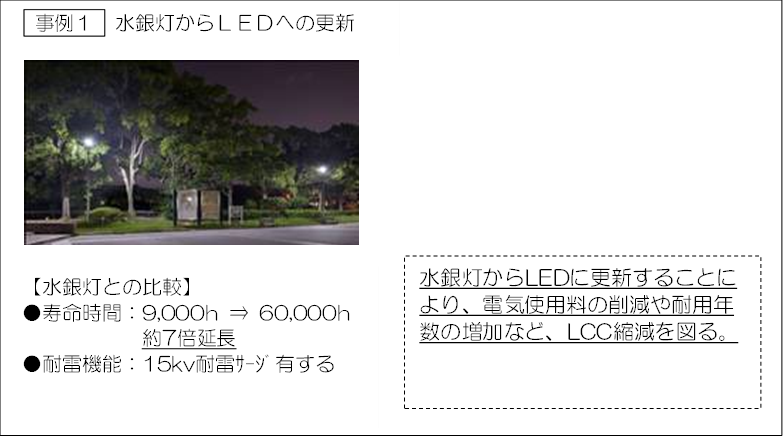 事例１ 水銀灯からＬＥＤへの更新
【水銀灯との比較】
●寿命時間：9,000h ⇒ 60,000h
約7倍延長
●耐雷機能：15kv耐雷ｻｰｼﾞ有する
水銀灯からLEDに更新することに
より、電気使用料の削減や耐用年
数の増加など、LCC縮減を図る。